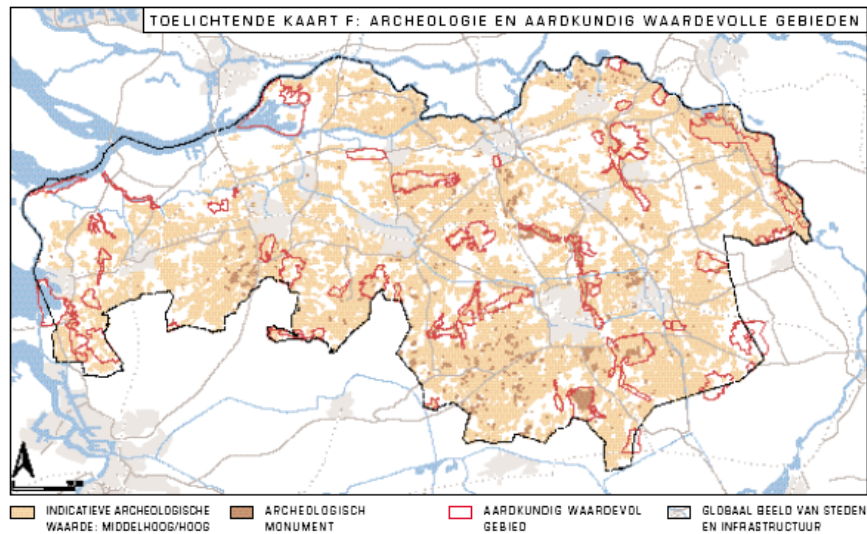 TOELICHTENDE KAART F: ARCHEOLOGIE EN AARDKUNDIG WAARDEVOLLE GEBIEDEN
INDICATIEVE ARCHEOLOGISCHE
WAARDE: MIDDELHOOG/HOOG
ARCHEOLOGISCH
MONUMENT
AARDKUNDIG WAARDEVOL
GEBIED
GLOBAAL BEELD VAN STEDEN
EN INFRASTRUCTUUR